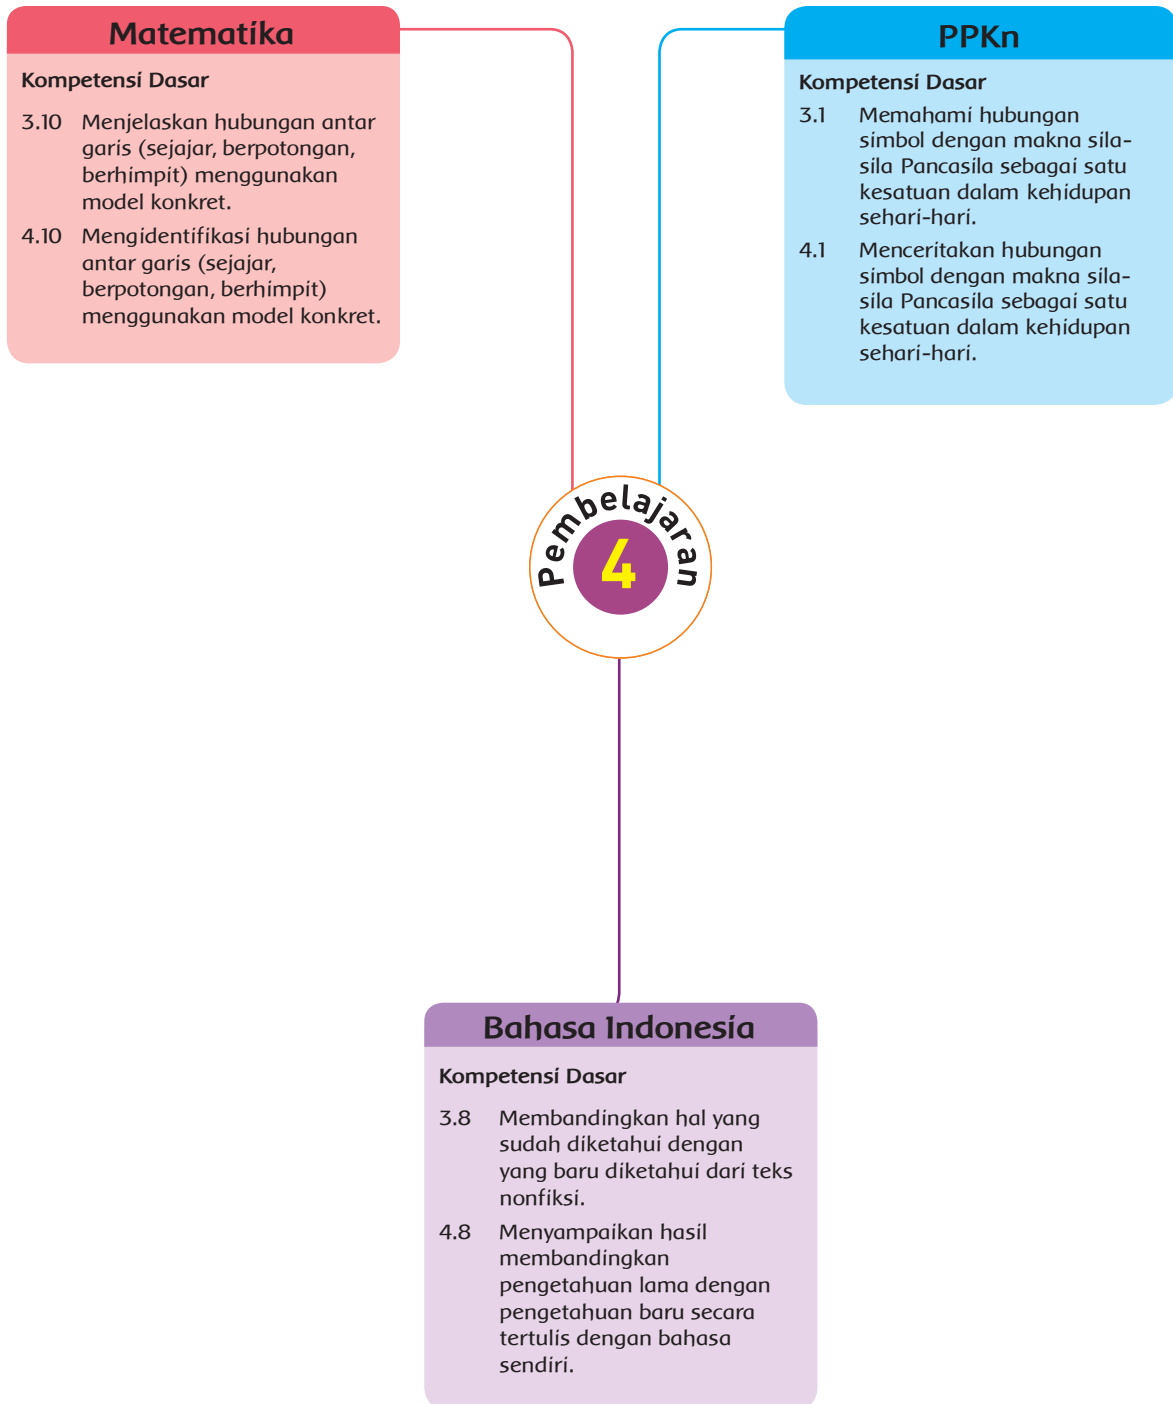 Matematika
Kompetensi Dasar
3.10 Menjelaskan hubungan antar
garis (sejajar, berpotongan,
berhimpit) menggunakan
model konkret.
4.10 Mengidentifikasi hubungan
antar garis (sejajar,
berpotongan, berhimpit)
menggunakan model konkret.
PPKn
Kompetensi Dasar
3.1 Memahami hubungan
simbol dengan makna sila-
sila Pancasila sebagai satu
kesatuan dalam kehidupan
sehari-hari.
4.1 Menceritakan hubungan
simbol dengan makna sila-
sila Pancasila sebagai satu
kesatuan dalam kehidupan
sehari-hari.
Pembelajaran
4
Bahasa Indonesia
Kompetensi Dasar
3.8 Membandingkan hal yang
sudah diketahui dengan
yang baru diketahui dari teks
nonfiksi.
4.8 Menyampaikan hasil
membandingkan
pengetahuan lama dengan
pengetahuan baru secara
tertulis dengan bahasa
sendiri.